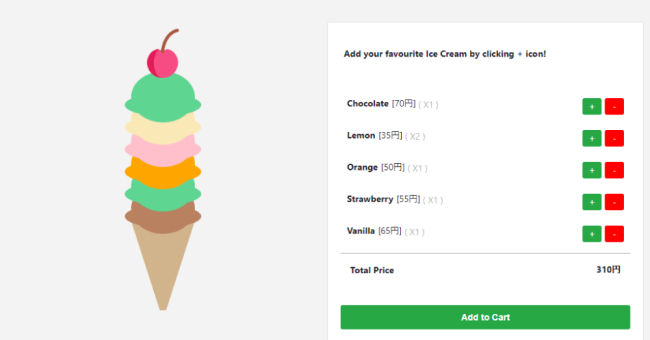 Add your favourite Ice Cream by clicking + icon!
Chocolate [70円] ( X1 ) + -
Lemon [35円] ( X2 ) + -
Orange [50円] ( X1 ) + -
Strawberry [55円] ( X1 ) + -
Vanilla [65円] ( X1 ) + -
Total Price 310円
Add to Cart